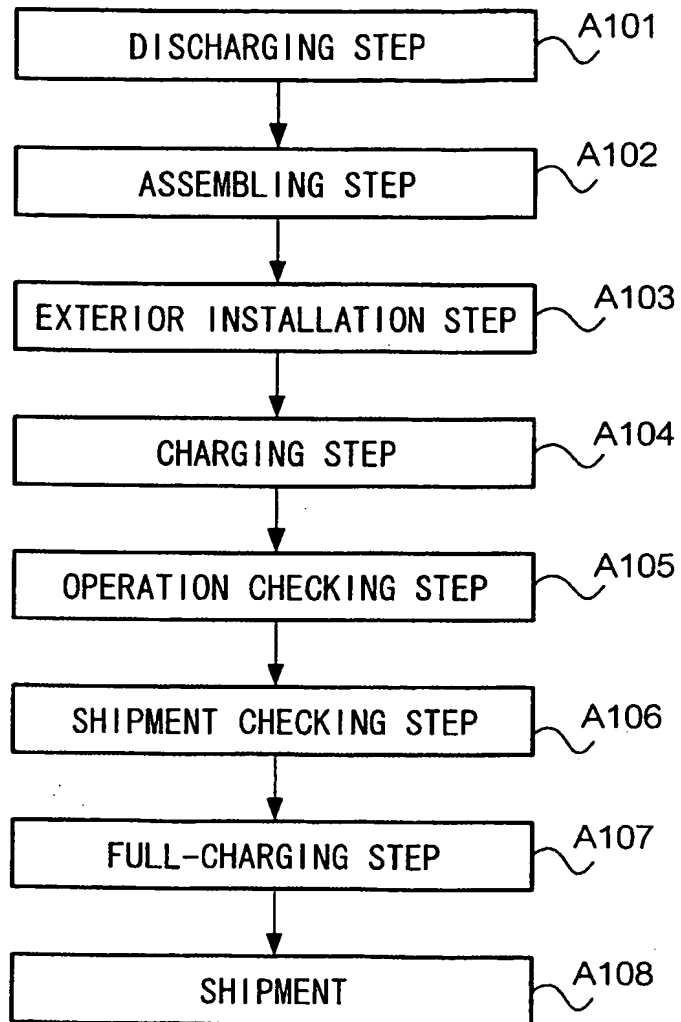 DISCHARGING STEP
A101
ASSEMBLING STEP
A102
EXTERIOR INSTALLATION STEP
A103
CHARGING STEP
A104
OPERATION CHECKING STEP
A105
SHIPMENT CHECKING STEP
A106
FULL-CHARGING STEP
A107
SHIPMENT
A108